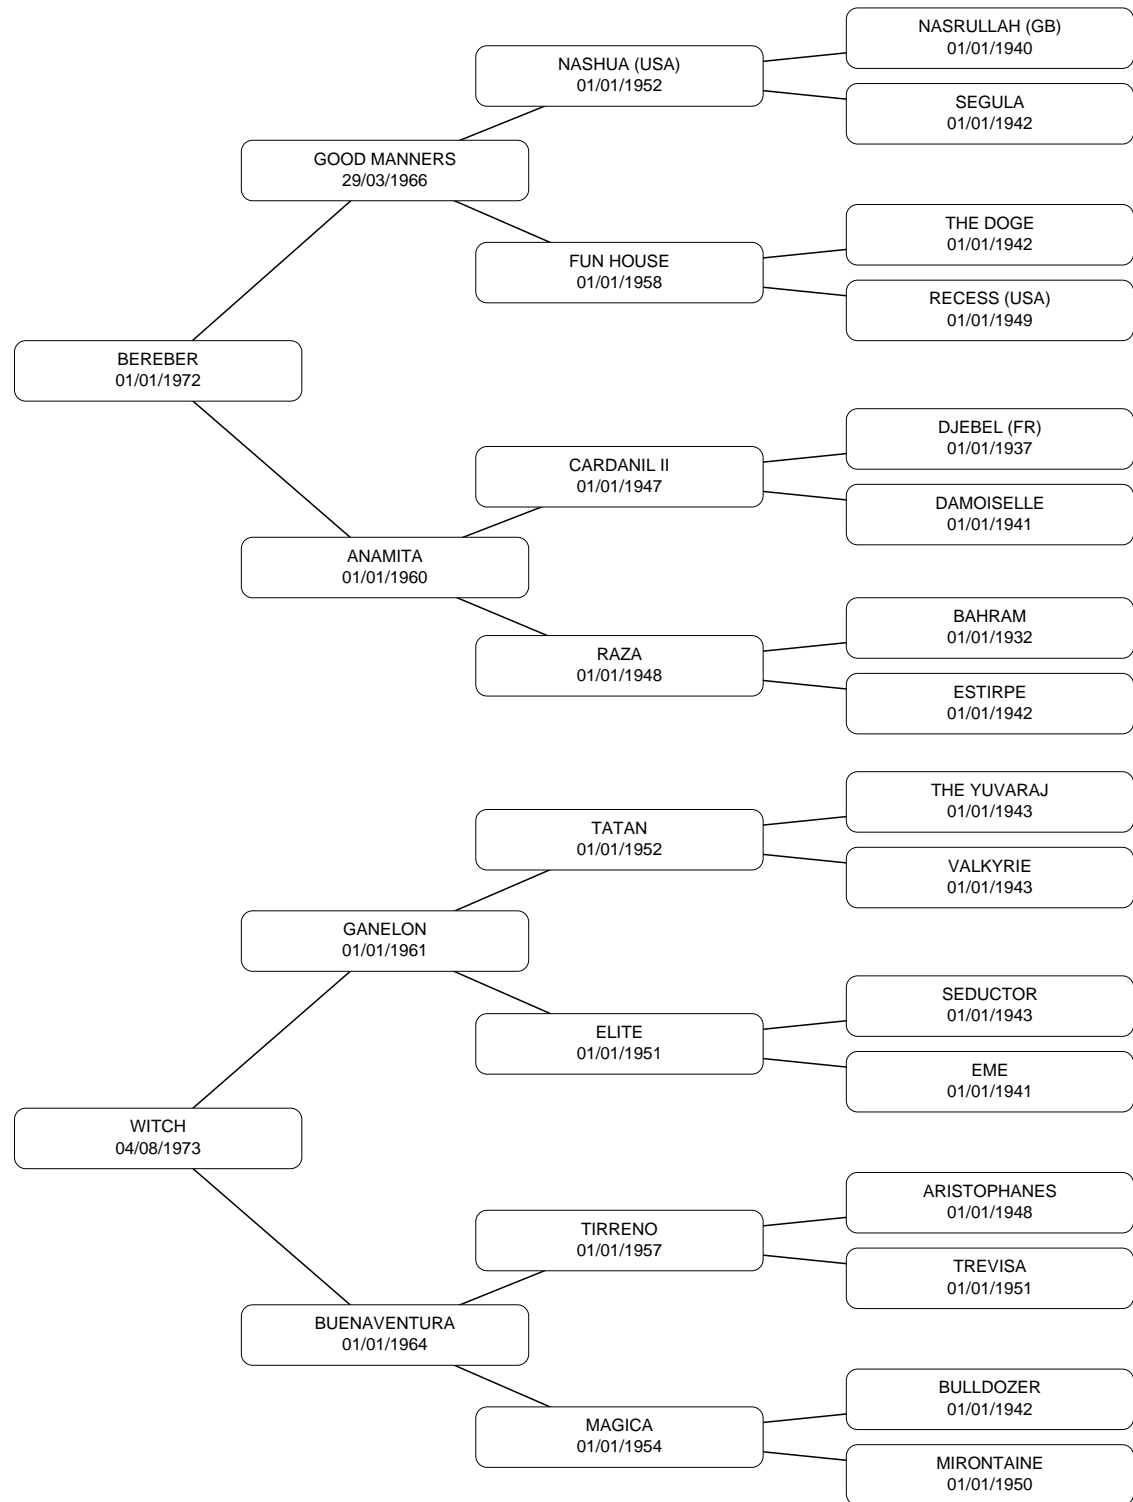 NASRULLAH (GB)
01/01/1940
NASHUA (USA)
01/01/1952
SEGULA
01/01/1942
GOOD MANNERS
29/03/1966
THE DOGE
01/01/1942
FUN HOUSE
01/01/1958
RECESS (USA)
01/01/1949
BEREBER
01/01/1972
DJEBEL (FR)
01/01/1937
CARDANIL II
01/01/1947
DAMOISELLE
01/01/1941
ANAMITA
01/01/1960
BAHRAM
01/01/1932
RAZA
01/01/1948
ESTIRPE
01/01/1942
THE YUVARAJ
01/01/1943
TATAN
01/01/1952
VALKYRIE
01/01/1943
GANELON
01/01/1961
SEDUCTOR
01/01/1943
ELITE
01/01/1951
EME
01/01/1941
WITCH
04/08/1973
ARISTOPHANES
01/01/1948
TIRRENO
01/01/1957
TREVISA
01/01/1951
BUENAVENTURA
01/01/1964
BULLDOZER
01/01/1942
MAGICA
01/01/1954
MIRONTAINE
01/01/1950